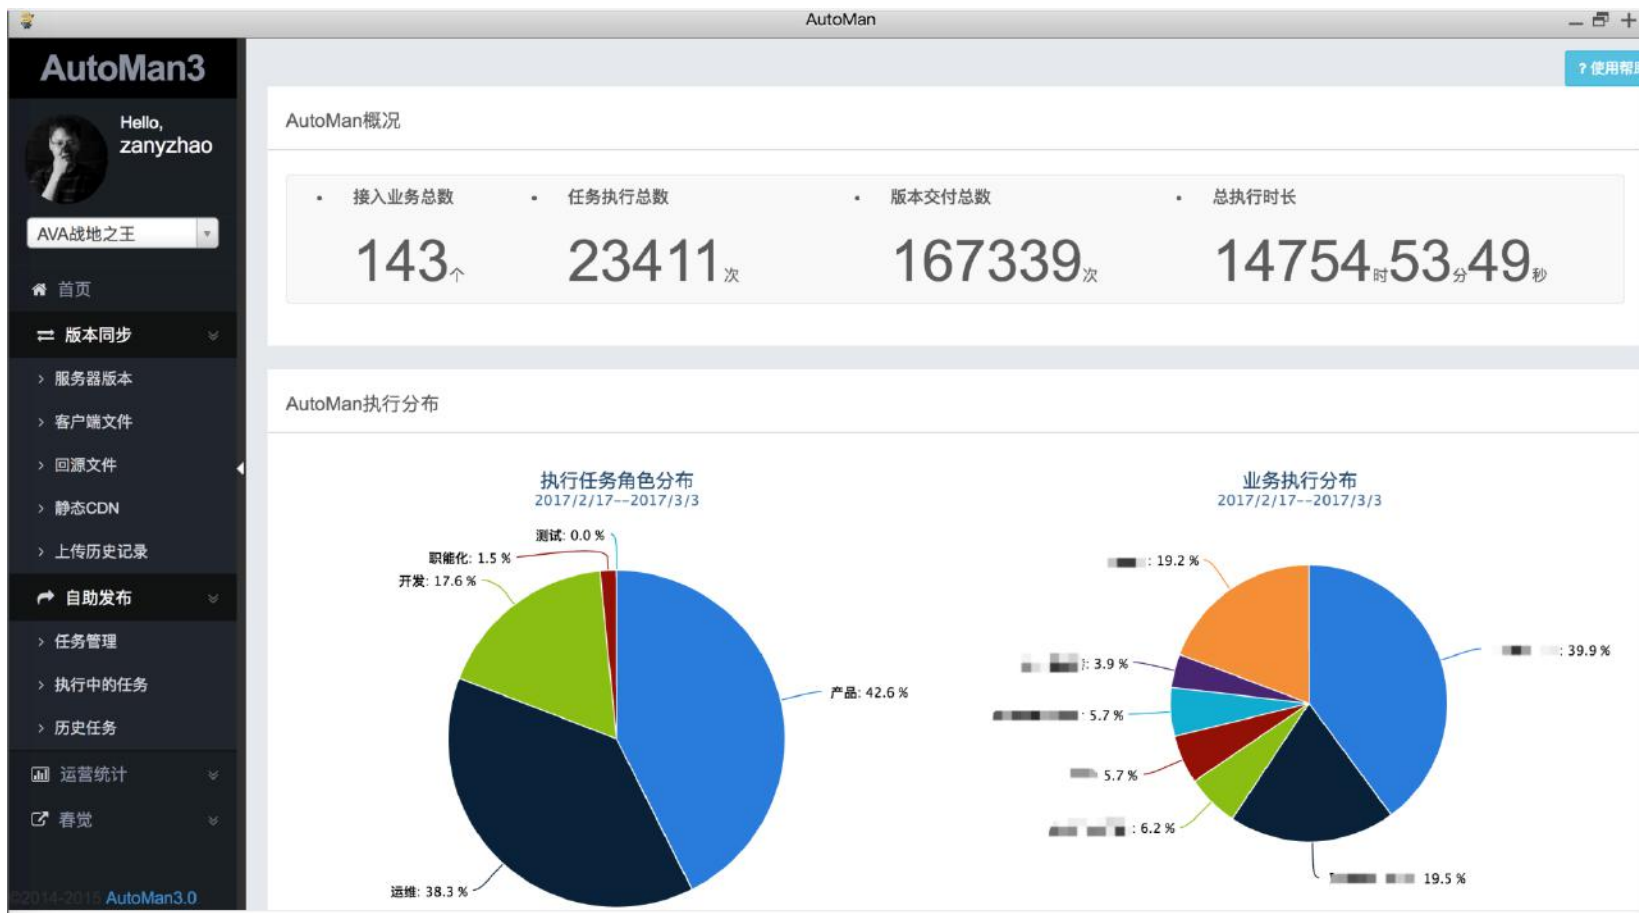 AutoMan
AutoMan3
Hello,
zanyzhao
AVA战地之王
首页
版本同步
服务器版本
客户端文件
回源文件
静态CDN
上传历史记录
自助发布
任务管理
执行中的任务
历史任务
运营统计
春觉
©2014-2015 AutoMan3.0
? 使用帮助
AutoMan概况
接入业务总数
143个
任务执行总数
23411次
版本交付总数
167339次
总执行时长
14754时53分49秒
AutoMan执行分布
执行任务角色分布
2017/2/17--2017/3/3
测试: 0.0 %
职能化: 1.5 %
开发: 17.6 %
产品: 42.6 %
运维: 38.3 %
业务执行分布
2017/2/17--2017/3/3
: 19.2 %
: 3.9 %
: 5.7 %
5.7 %
: 6.2 %
: 39.9 %
19.5 %